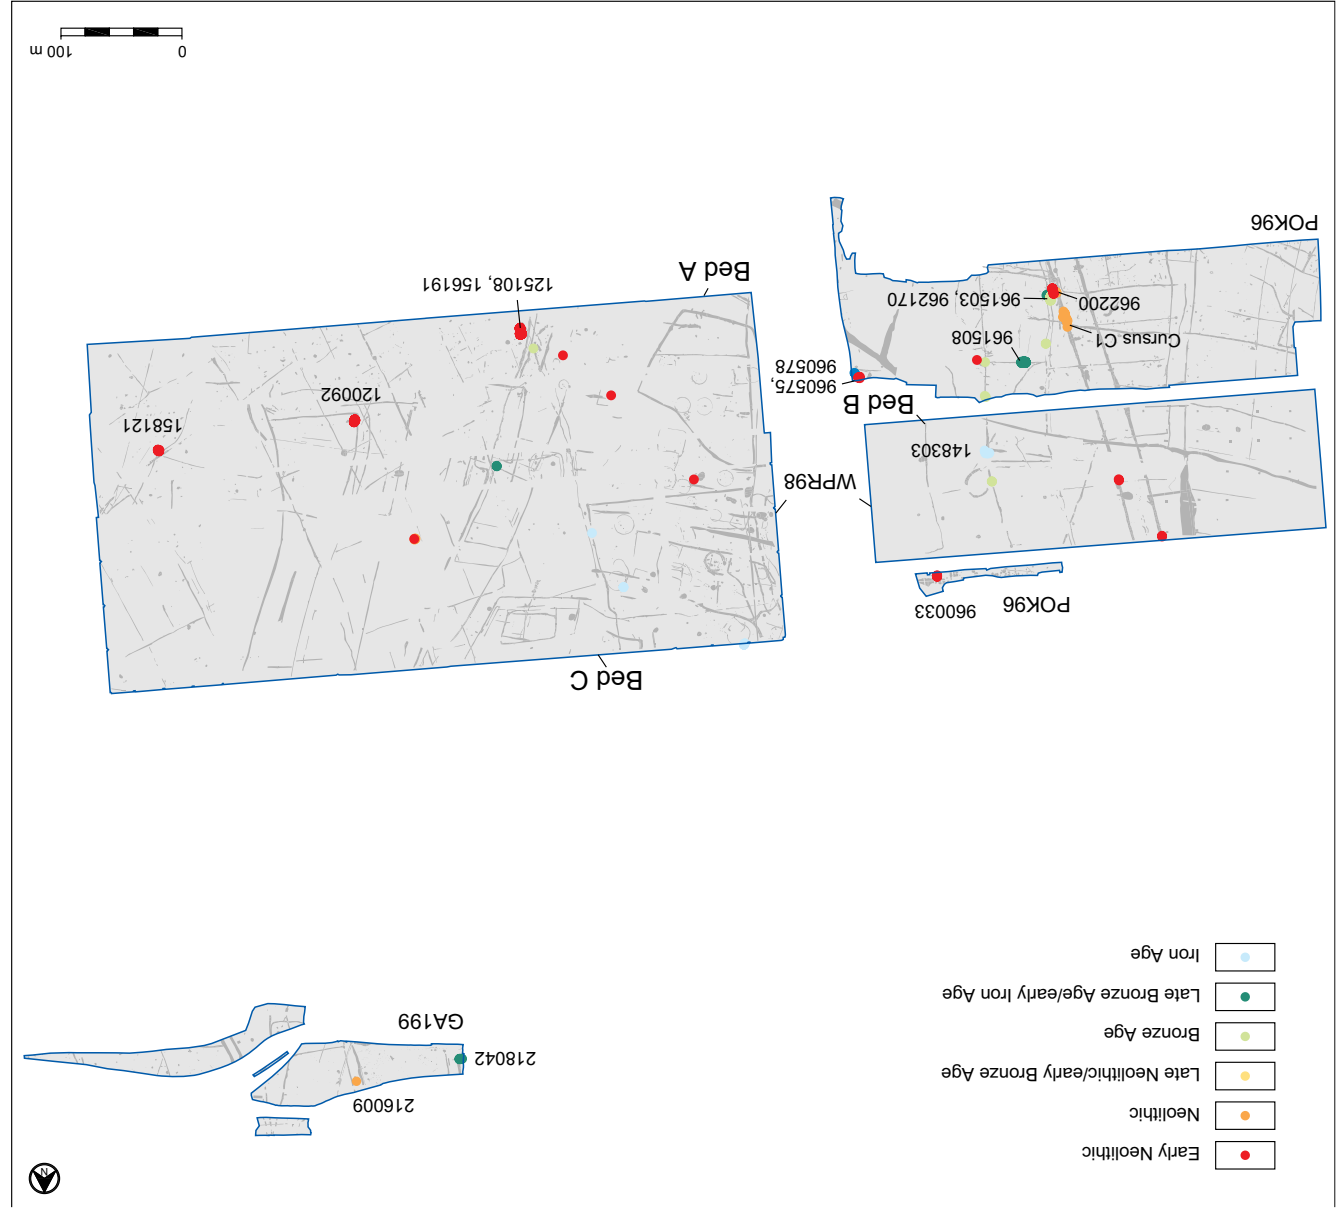 N
Early Neolithic
Neolithic
Late Neolithic/early Bronze Age
Bronze Age
Late Bronze Age/early Iron Age
Iron Age
216009
218042
GA199
Bed C
POK96
960033
WPR98
148303
Bed B
960575,
960578
158121
120092
961508
Cursus C1
962200
961503, 962170
125108, 156191
Bed A
POK96
0
100 m